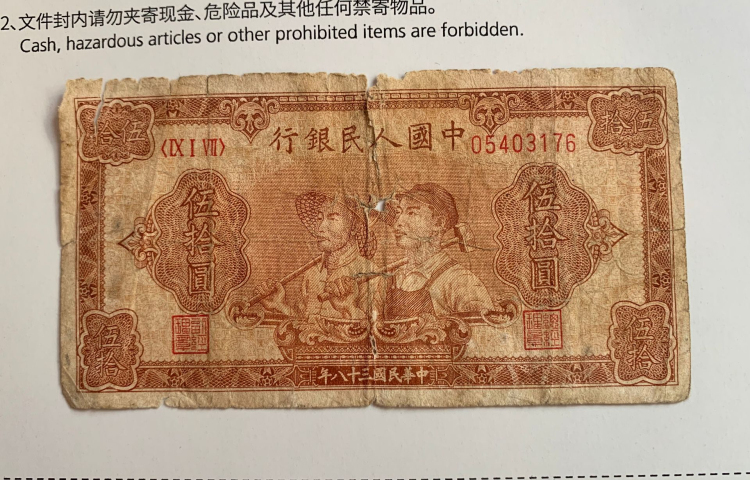 2、文件封内请勿夹寄现金、危险品及其他任何禁寄物品。
Cash, hazardous articles or other prohibited items are forbidden.
拾伍
伍拾
〈IX I VII〉
行銀民人國中
05403176
伍拾圓
伍拾圓
年八十三國民華中
伍拾
伍拾